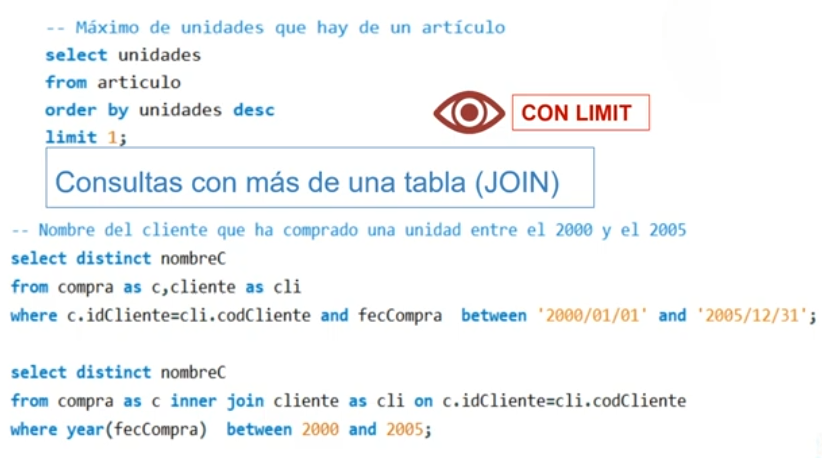 -- Máximo de unidades que hay de un artículo
select unidades
from articulo
order by unidades desc
limit 1;
CON LIMIT
Consultas con más de una tabla (JOIN)
-- Nombre del cliente que ha comprado una unidad entre el 2000 y el 2005
select distinct nombreC
from compra as c,cliente as cli
where c.idCliente=cli.codCliente and fecCompra  between '2000/01/01' and '2005/12/31';
select distinct nombreC
from compra as c inner join cliente as cli on c.idCliente=cli.codCliente
where year(fecCompra)  between 2000 and 2005;